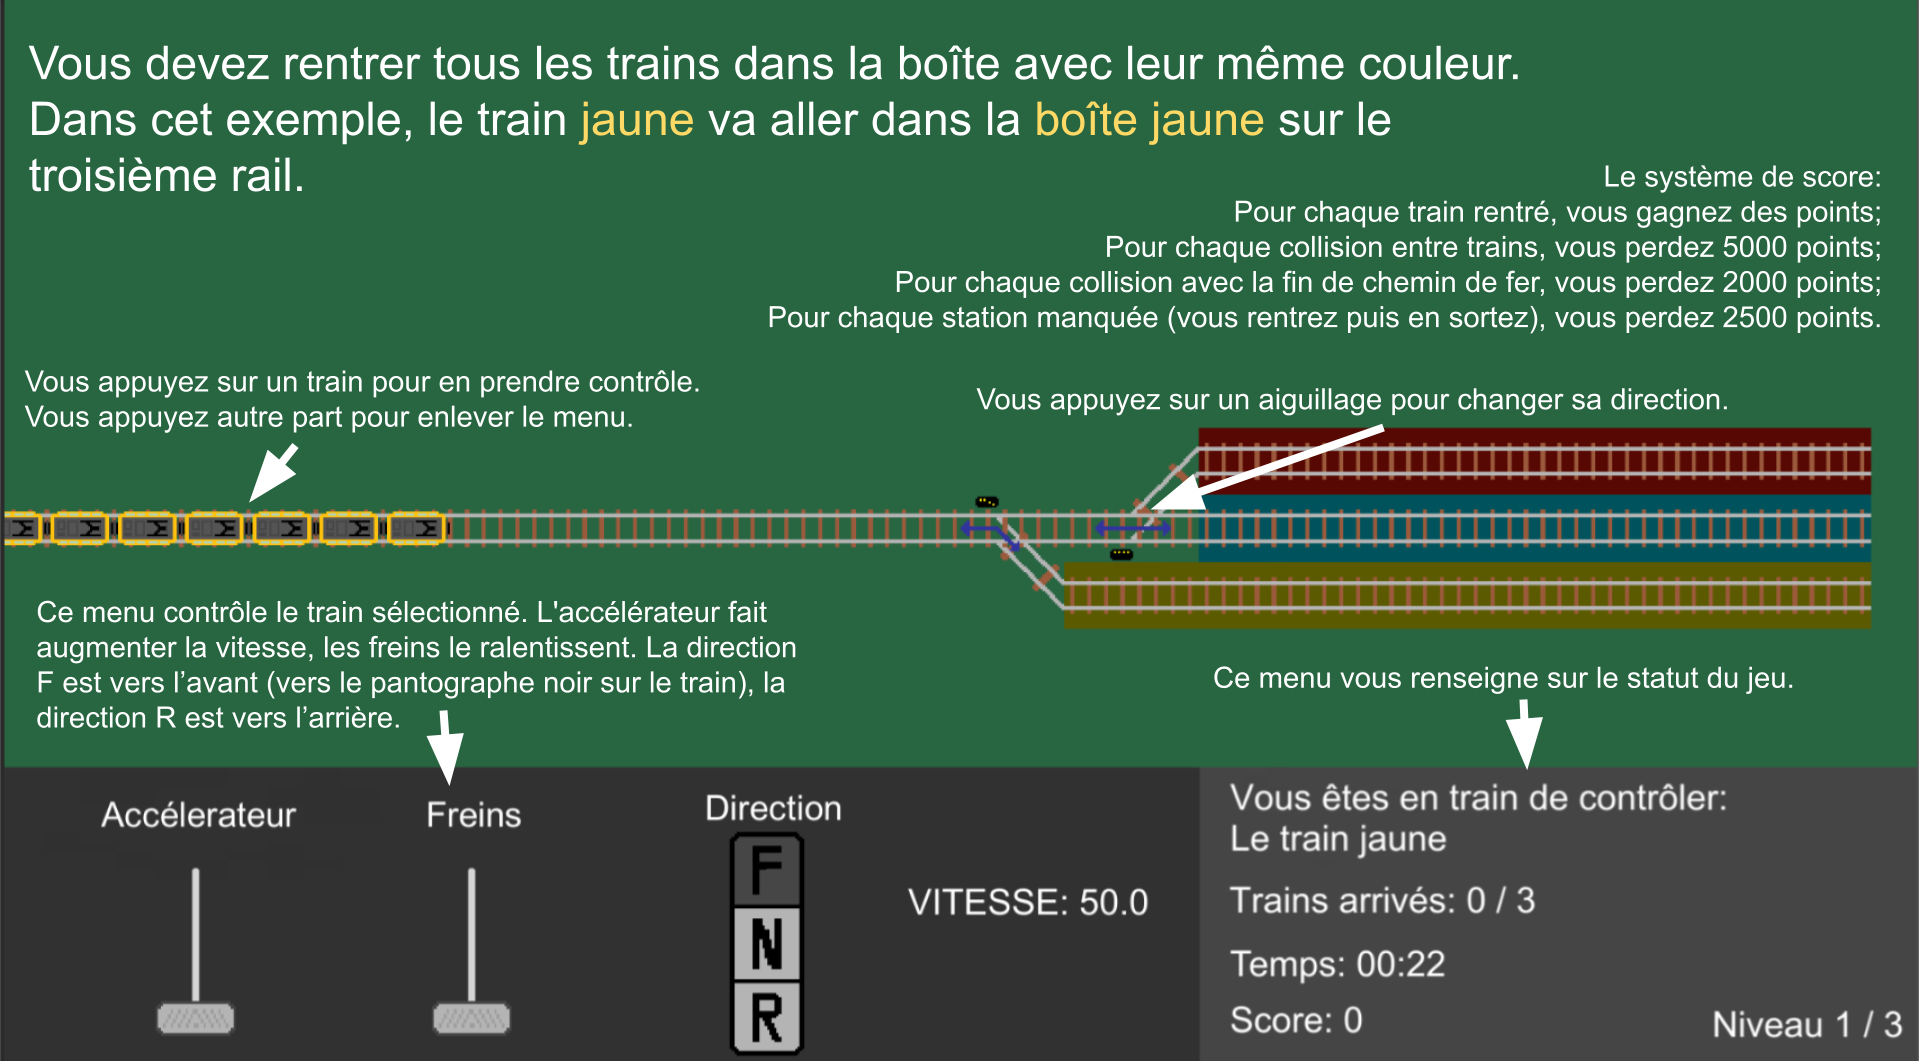 Vous devez rentrer tous les trains dans la boîte avec leur même couleur.
Dans cet exemple, le train jaune va aller dans la boîte jaune sur le
troisième rail.
Le système de score:
Pour chaque train rentré, vous gagnez des points;
Pour chaque collision entre trains, vous perdez 5000 points;
Pour chaque collision avec la fin de chemin de fer, vous perdez 2000 points;
Pour chaque station manquée (vous rentrez puis en sortez), vous perdez 2500 points.
Vous appuyez sur un train pour en prendre contrôle.
Vous appuyez autre part pour enlever le menu.
Vous appuyez sur un aiguillage pour changer sa direction.
Ce menu contrôle le train sélectionné. L'accélérateur fait
augmenter la vitesse, les freins le ralentissent. La direction
F est vers l’avant (vers le pantographe noir sur le train), la
direction R est vers l’arrière.
Ce menu vous renseigne sur le statut du jeu.
Accélerateur
Freins
Direction
F
N
R
VITESSE: 50.0
Vous êtes en train de contrôler:
Le train jaune
Trains arrivés: 0 / 3
Temps: 00:22
Score: 0
Niveau 1 / 3